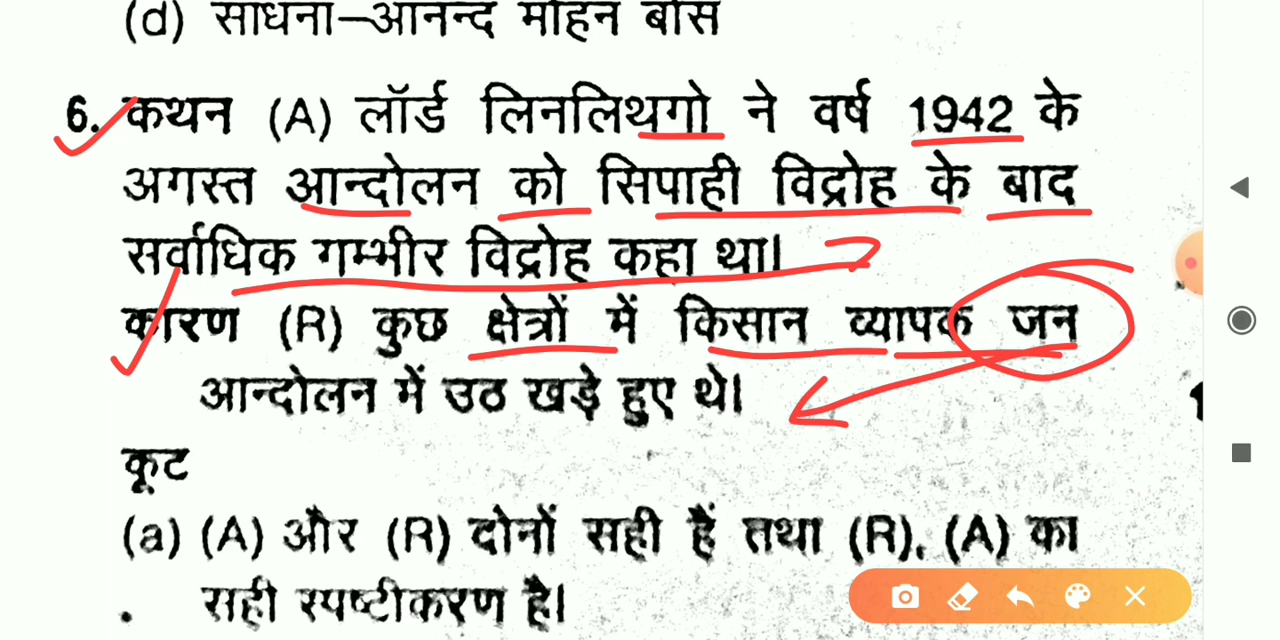 (d) साधना—आनन्द मोहन बोस
6. कथन (A) लॉर्ड लिनलिथगो ने वर्ष 1942 के
अगस्त आन्दोलन को सिपाही विद्रोह के बाद
सर्वाधिक गम्भीर विद्रोह कहा था।
कारण (R) कुछ क्षेत्रों में किसान व्यापक जन
आन्दोलन में उठ खड़े हुए थे।
कूट
(a) (A) और (R) दोनों सही हैं तथा (R), (A) का
सही स्पष्टीकरण है।